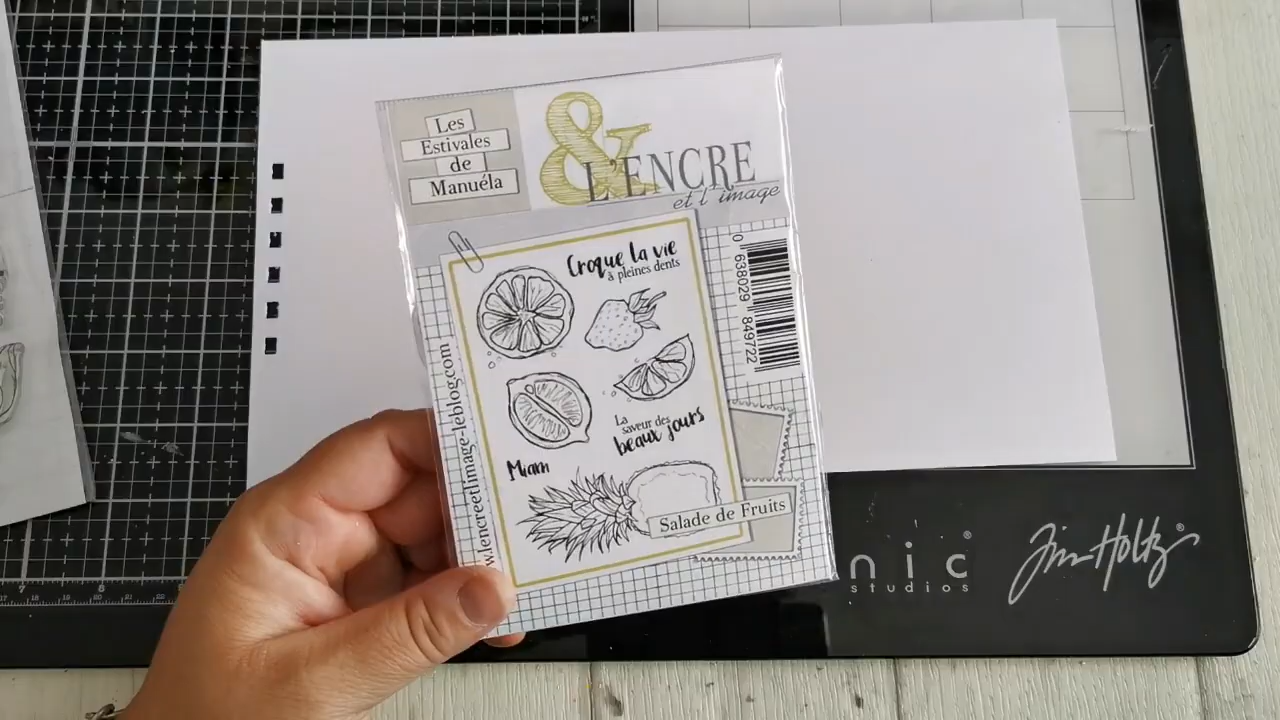 Les
Estivales
de
Manuéla
&
L'ENCRE
et l'image
Croque la vie
à pleines dents
La
saveur des
beaux jours
Miam
Salade de Fruits
w.lencreetlimage-leblog.com
0 638029 849722
nic®
studios
Tim Holtz®